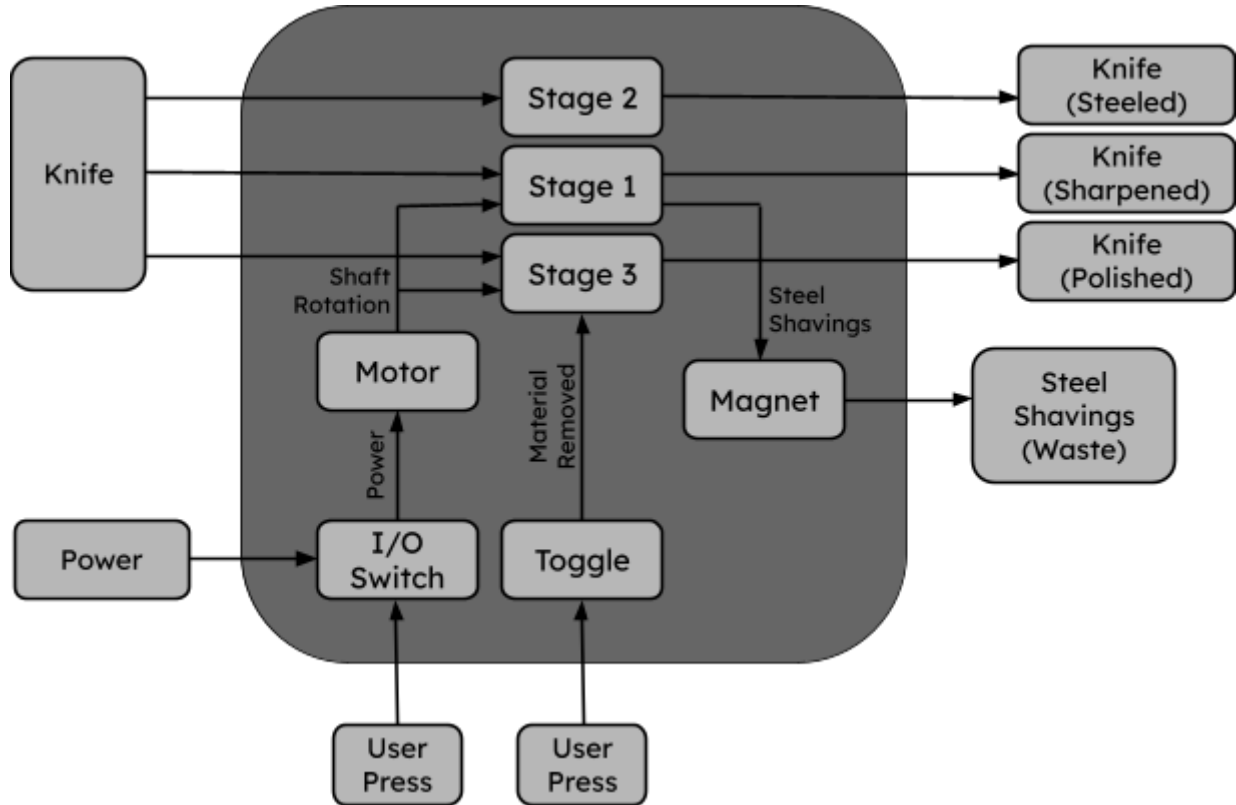 Knife
Stage 2
Knife
(Steeled)
Stage 1
Knife
(Sharpened)
Stage 3
Knife
(Polished)
Shaft
Rotation
Steel
Shavings
Motor
Material
Removed
Magnet
Steel
Shavings
(Waste)
Power
Power
I/O
Switch
Toggle
User
Press
User
Press